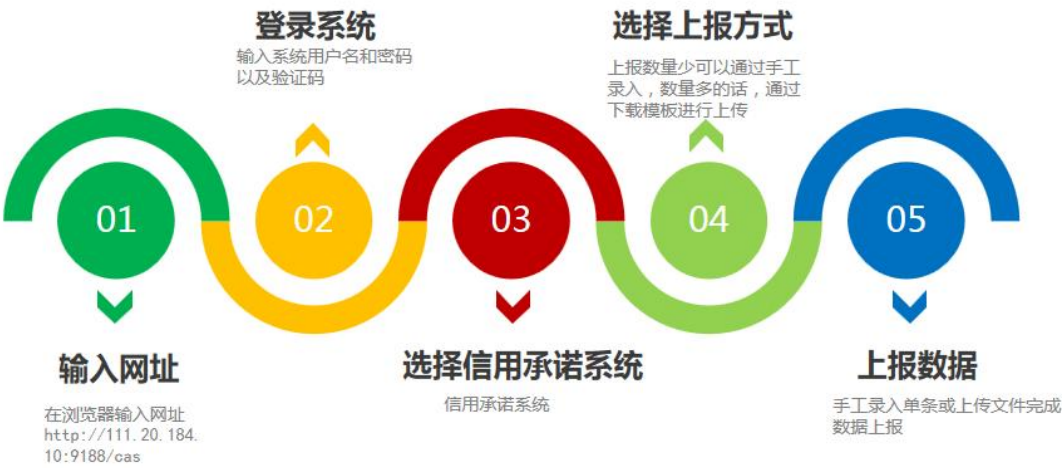 登录系统
输入系统用户名和密码
以及验证码
选择上报方式
上报数量少可以通过手工
录入，数量多的话，通过
下载模板进行上传
01
02
03
04
05
输入网址
在浏览器输入网址
http://111.20.184.
10:9188/cas
选择信用承诺系统
信用承诺系统
上报数据
手工录入单条或上传文件完成
数据上报